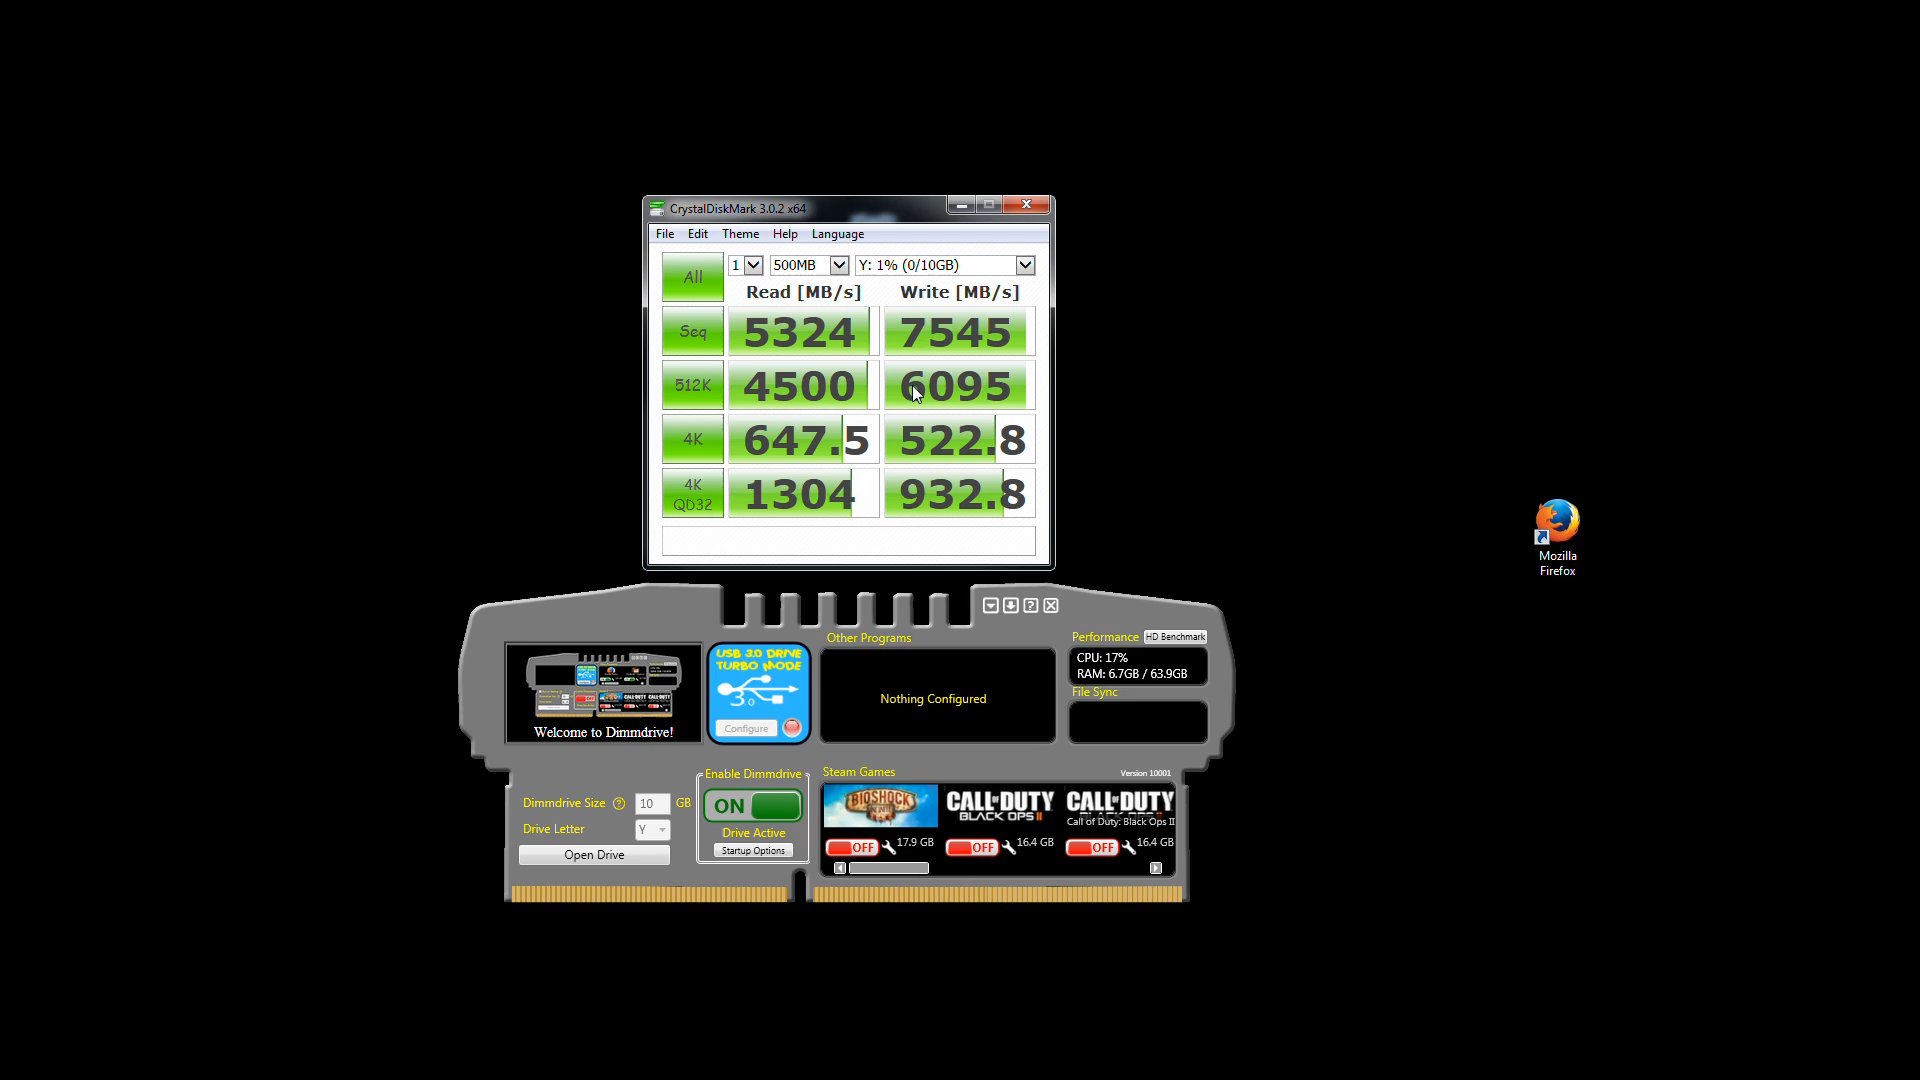 CrystalDiskMark 3.0.2 x64
File Edit Theme Help Language
All
1 500MB Y: 1% (0/10GB)
Read [MB/s] Write [MB/s]
Seq 5324 7545
512K 4500 6095
4K 647.5 522.8
4K
QD32
1304 932.8
Mozilla
Firefox
Welcome to Dimmdrive!
USB 3.0 DRIVE
TURBO MODE
3.0
Configure
Other Programs
Nothing Configured
Performance HD Benchmark
CPU: 17%
RAM: 6.7GB / 63.9GB
File Sync
Dimmdrive Size ? 10 GB
Drive Letter Y
Open Drive
Enable Dimmdrive
ON
Drive Active
Startup Options
Steam Games Version 10001
BIOSHOCK
CALL OF DUTY
BLACK OPS II
CALL OF DUTY
Call of Duty: Black Ops II
OFF 17.9 GB OFF 16.4 GB OFF 16.4 GB